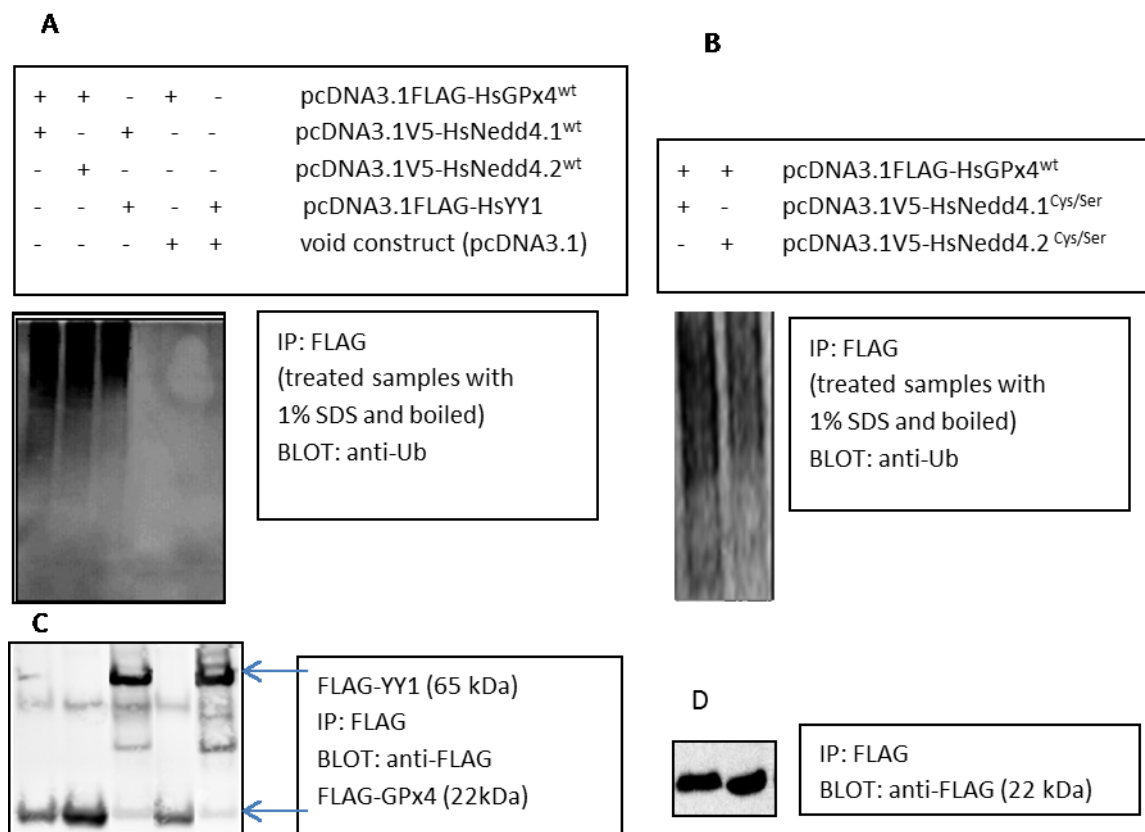 A
+ + - + - pcDNA3.1FLAG-HsGPx4wt
+ - + - - pcDNA3.1V5-HsNedd4.1wt
- + - - - pcDNA3.1V5-HsNedd4.2wt
- - + - + pcDNA3.1FLAG-HsYY1
- - - + + void construct (pcDNA3.1)
IP: FLAG
(treated samples with
1% SDS and boiled)
BLOT: anti-Ub
B
+ + pcDNA3.1FLAG-HsGPx4wt
+ - pcDNA3.1V5-HsNedd4.1Cys/Ser
- + pcDNA3.1V5-HsNedd4.2 Cys/Ser
IP: FLAG
(treated samples with
1% SDS and boiled)
BLOT: anti-Ub
C
FLAG-YY1 (65 kDa)
IP: FLAG
BLOT: anti-FLAG
FLAG-GPx4 (22kDa)
D
IP: FLAG
BLOT: anti-FLAG (22 kDa)